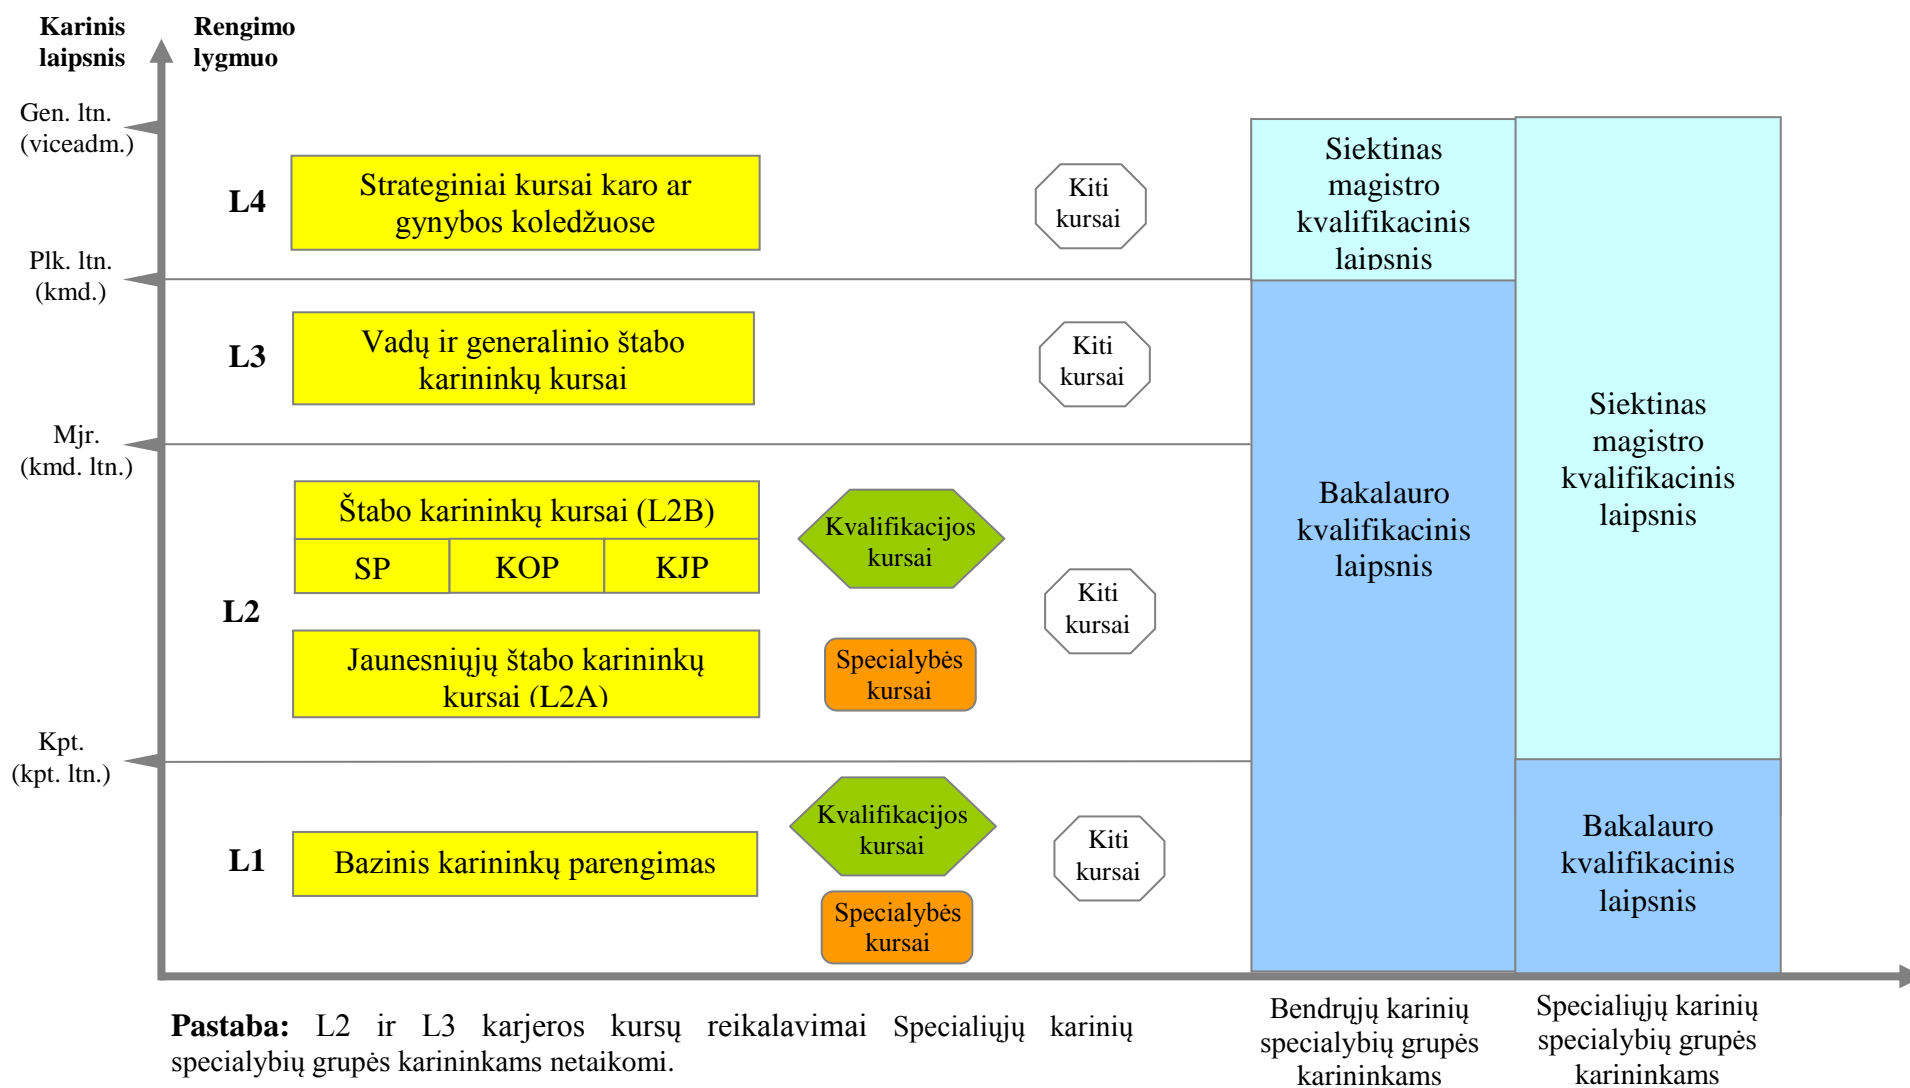 Karinis
laipsnis
Rengimo
lygmuo
Gen. ltn.
(viceadm.)
L4
Strateginiai kursai karo ar
gynybos koledžuose
Kiti
kursai
Siektinas
magistro
kvalifikacinis
laipsnis
Plk. ltn.
(kmd.)
L3
Vadų ir generalinio štabo
karininkų kursai
Kiti
kursai
Siektinas
magistro
kvalifikacinis
laipsnis
Mjr.
(kmd. ltn.)
Štabo karininkų kursai (L2B)
SP KOP KJP
Kvalifikacijos
kursai
Bakalauro
kvalifikacinis
laipsnis
L2
Kiti
kursai
Jaunesniųjų štabo karininkų
kursai (L2A)
Specialybės
kursai
Kpt.
(kpt. ltn.)
L1
Bazinis karininkų parengimas
Kvalifikacijos
kursai
Kiti
kursai
Specialybės
kursai
Bakalauro
kvalifikacinis
laipsnis
Pastaba: L2 ir L3 karjeros kursų reikalavimai Specialiųjų karinių
specialybių grupės karininkams netaikomi.
Bendrųjų karinių
specialybių grupės
karininkams
Specialiųjų karinių
specialybių grupės
karininkams